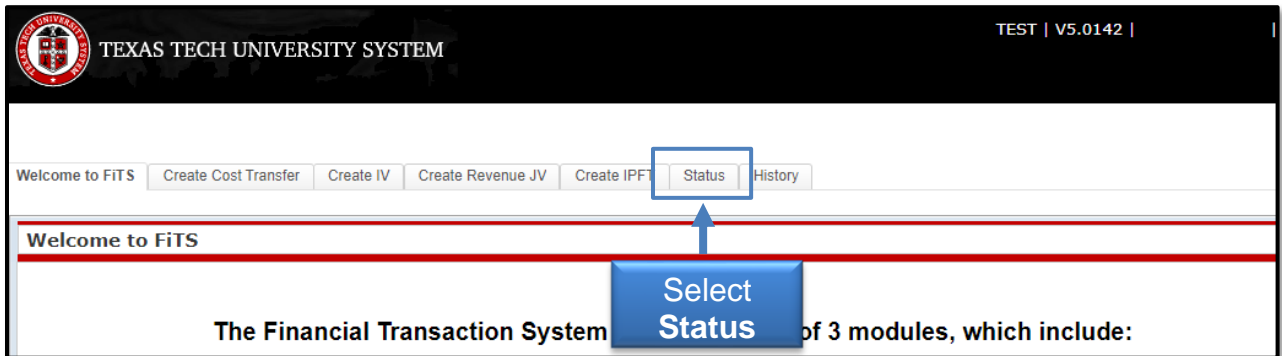 TEXAS TECH UNIVERSITY SYSTEM
TEST | V5.0142 | |
Welcome to FiTS Create Cost Transfer Create IV Create Revenue JV Create IPFT Status History
Welcome to FiTS
Select
Status
The Financial Transaction System of 3 modules, which include: